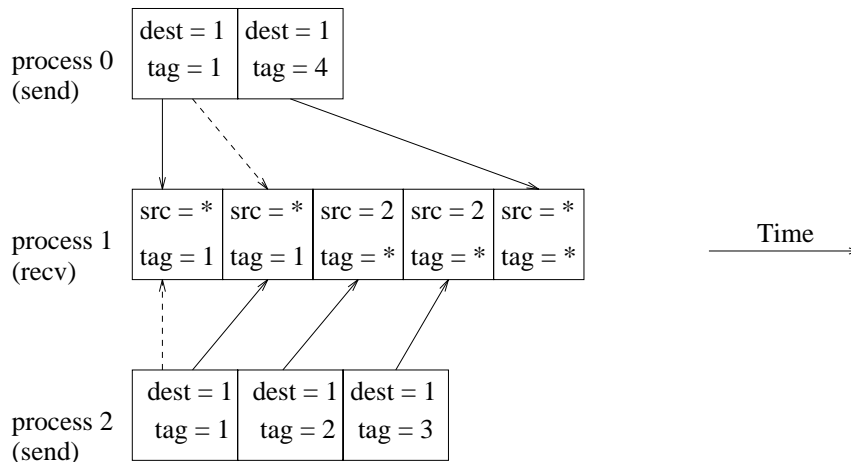 dest = 1 dest = 1
process 0 tag = 1 tag = 4
(send)
src = * src = * src = 2 src = 2 src = *
Time
process 1 tag = 1 tag = 1 tag = * tag = * tag = *
(recv)
dest = 1 dest = 1 dest = 1
process 2 tag = 1 tag = 2 tag = 3
(send)